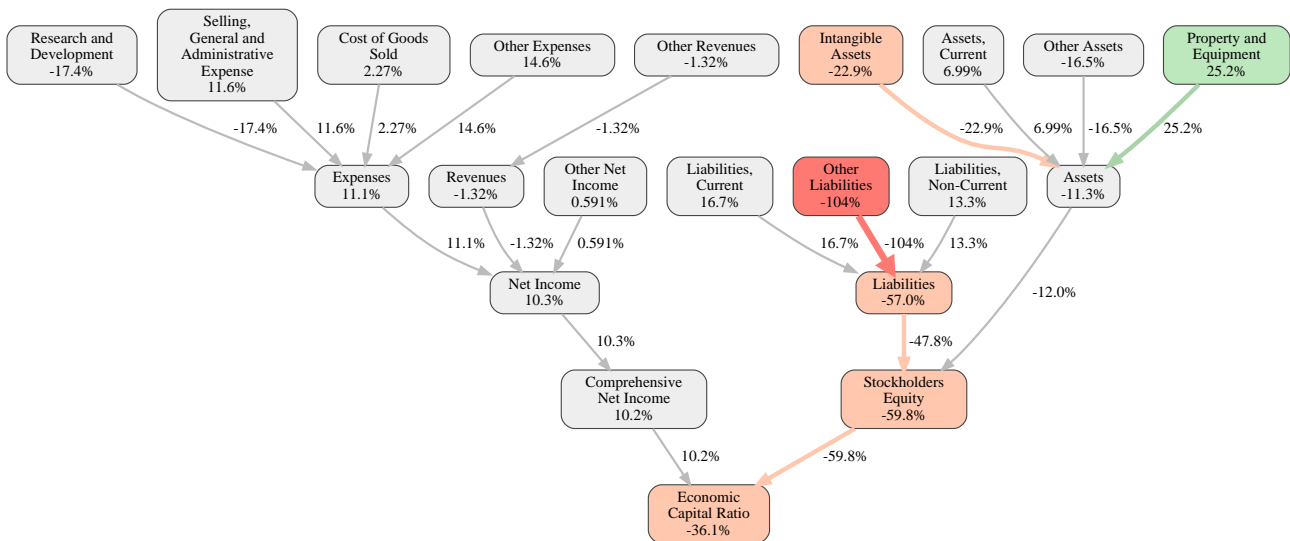 Research and
Development
-17.4%
Selling,
General and
Administrative
Expense
11.6%
Cost of Goods
Sold
2.27%
Other Expenses
14.6%
Other Revenues
-1.32%
Intangible
Assets
-22.9%
Assets,
Current
6.99%
Other Assets
-16.5%
Property and
Equipment
25.2%
-17.4%
11.6%
2.27%
14.6%
-1.32%
-22.9%
6.99%
-16.5%
25.2%
Expenses
11.1%
Revenues
-1.32%
Other Net
Income
0.591%
Liabilities,
Current
16.7%
Other
Liabilities
-104%
Liabilities,
Non-Current
13.3%
Assets
-11.3%
11.1%
-1.32%
0.591%
16.7%
-104%
13.3%
-12.0%
Net Income
10.3%
Liabilities
-57.0%
10.3%
-47.8%
Comprehensive
Net Income
10.2%
Stockholders
Equity
-59.8%
10.2%
-59.8%
Economic
Capital Ratio
-36.1%